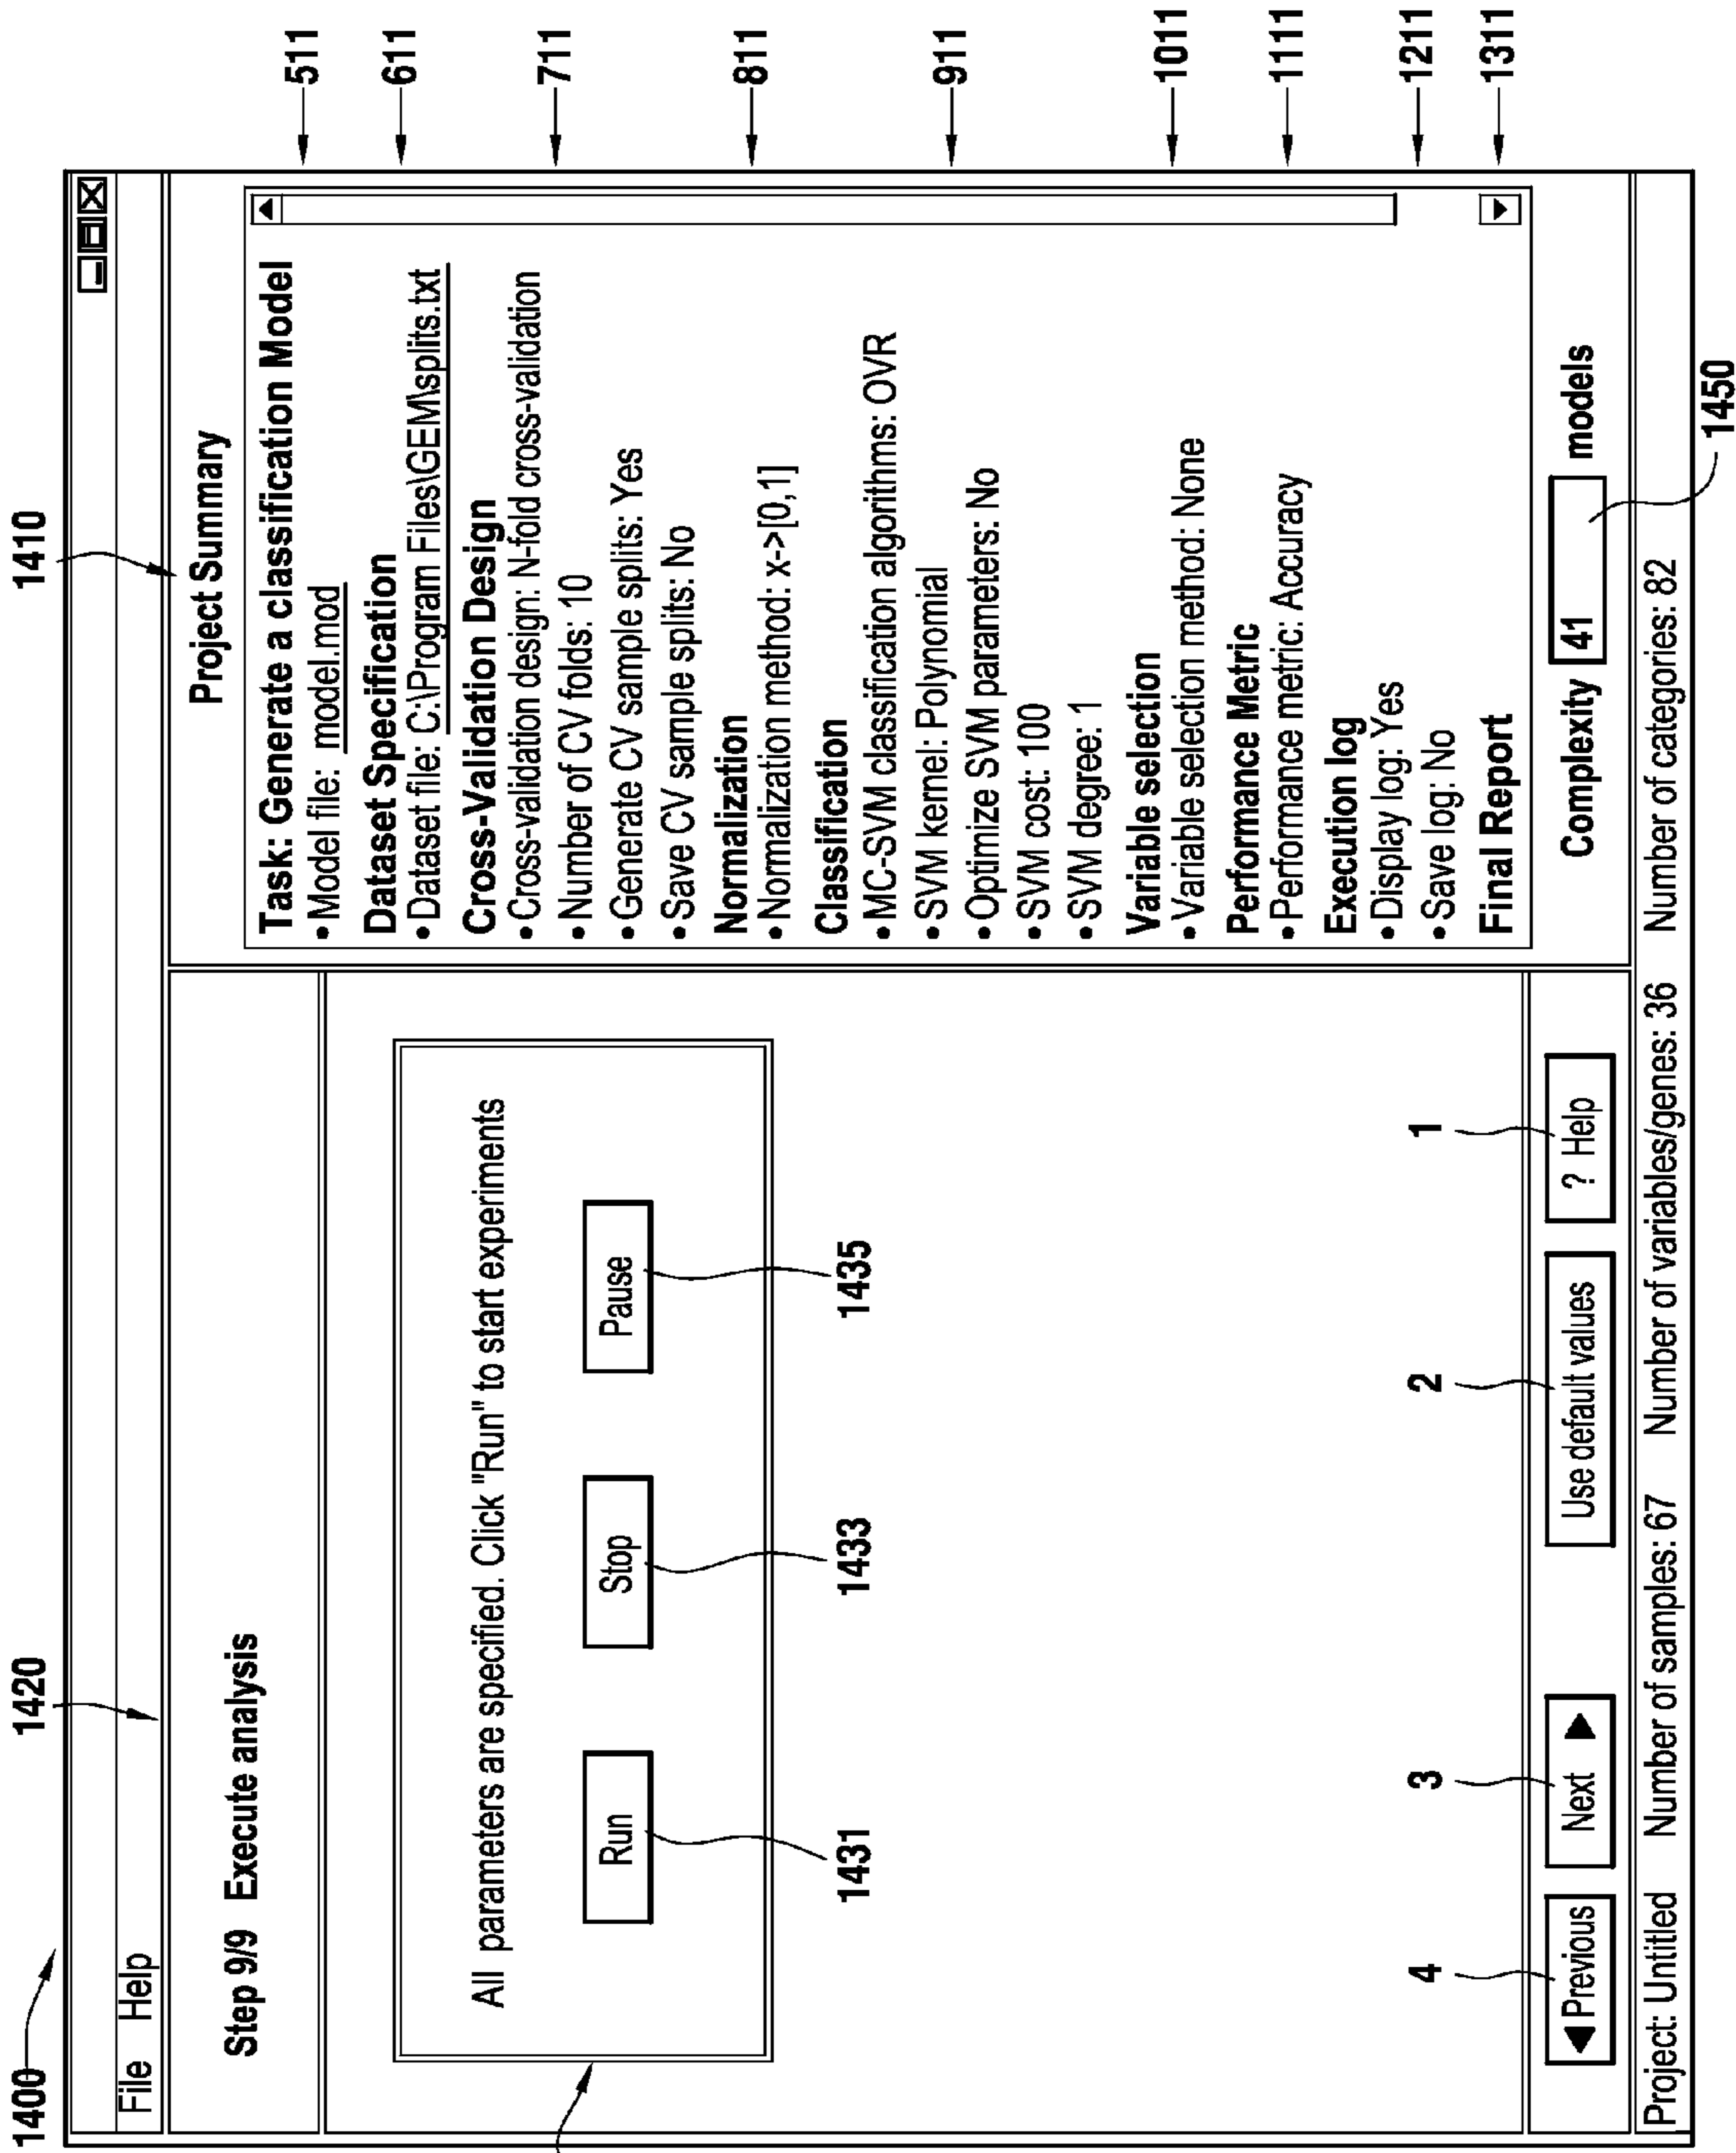 1400
1420
1410
File Help
Step 9/9 Execute analysis
All parameters are specified. Click "Run" to start experiments
Run
Stop
Pause
1431
1433
1435
4
3
2
1
Previous
Next
Use default values
? Help
Project Summary
Task: Generate a classification Model
• Model file: model.mod
Dataset Specification
• Dataset file: C:\Program Files\GEM\splits.txt
Cross-Validation Design
• Cross-validation design: N-fold cross-validation
• Number of CV folds: 10
• Generate CV sample splits: Yes
• Save CV sample splits: No
Normalization
• Normalization method: x->[0,1]
Classification
• MC-SVM classification algorithms: OVR
• SVM kernel: Polynomial
• Optimize SVM parameters: No
• SVM cost: 100
• SVM degree: 1
Variable selection
• Variable selection method: None
Performance Metric
• Performance metric: Accuracy
Execution log
• Display log: Yes
• Save log: No
Final Report
Complexity 41 models
Project: Untitled Number of samples: 67 Number of variables/genes: 36 Number of categories: 82
1450
511
611
711
811
911
1011
1111
1211
1311